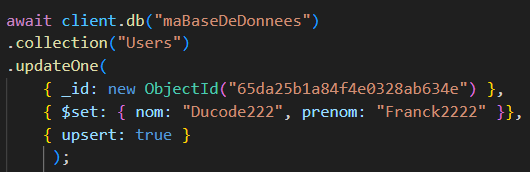 await client.db("maBaseDeDonnees")
.collection("Users")
.updateOne(
{ _id: new ObjectId("65da25b1a84f4e0328ab634e") },
{ $set: { nom: "Ducode222", prenom: "Franck2222" }},
{ upsert: true }
);